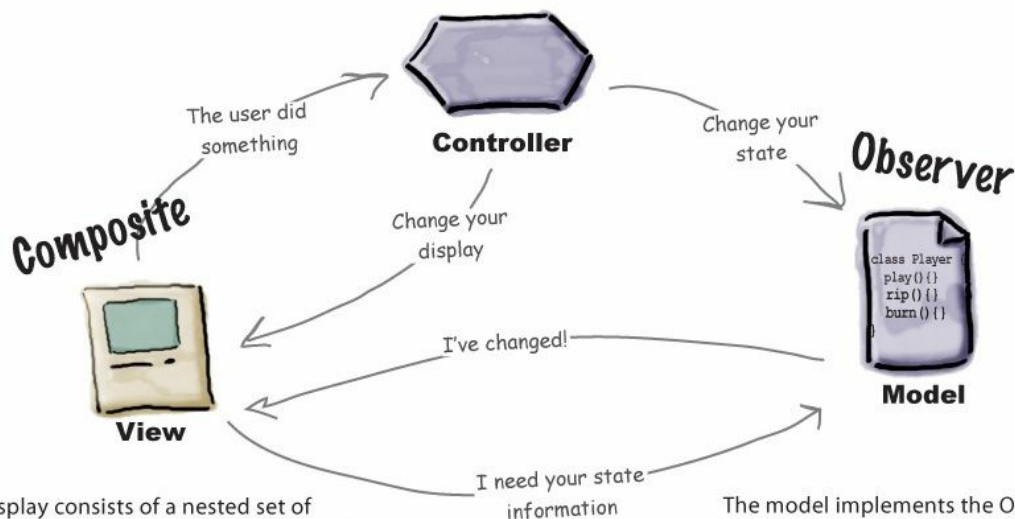 The user did
something
Controller
Change your
state
Observer
Composite
Change your
display
class Player {
play(){}
rip(){}
burn(){}
}
I've changed!
Model
View
I need your state
information
splay consists of a nested set of
The model implements the O